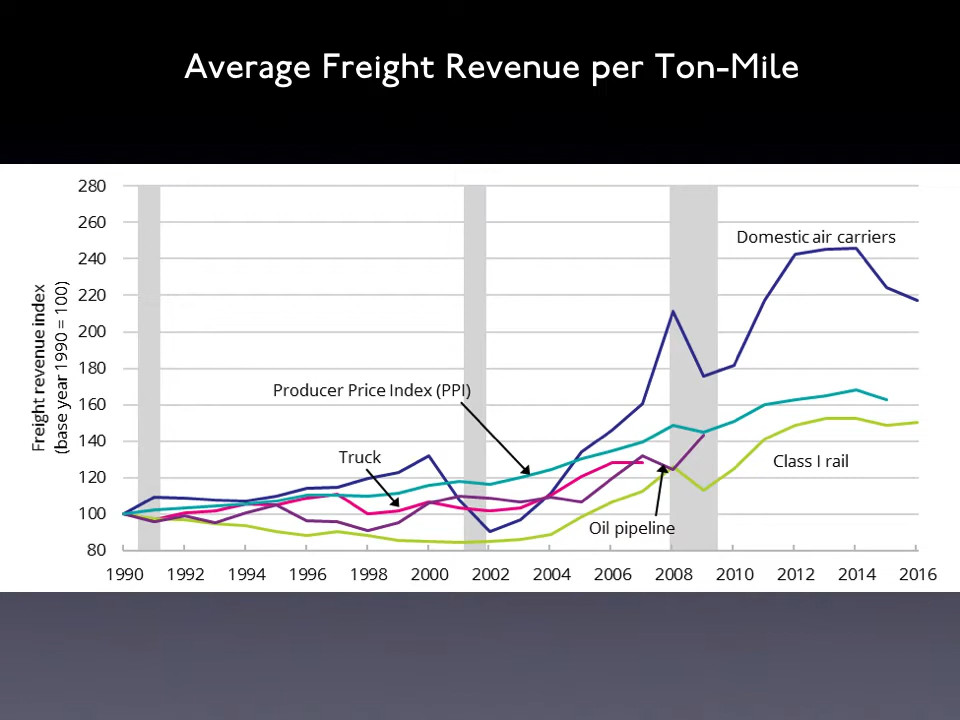 Average Freight Revenue per Ton-Mile
Freight revenue index
(base year 1990 = 100)
280
260
240
220
200
180
160
140
120
100
80
Domestic air carriers
Producer Price Index (PPI)
Truck
Class I rail
Oil pipeline
1990 1992 1994 1996 1998 2000 2002 2004 2006 2008 2010 2012 2014 2016